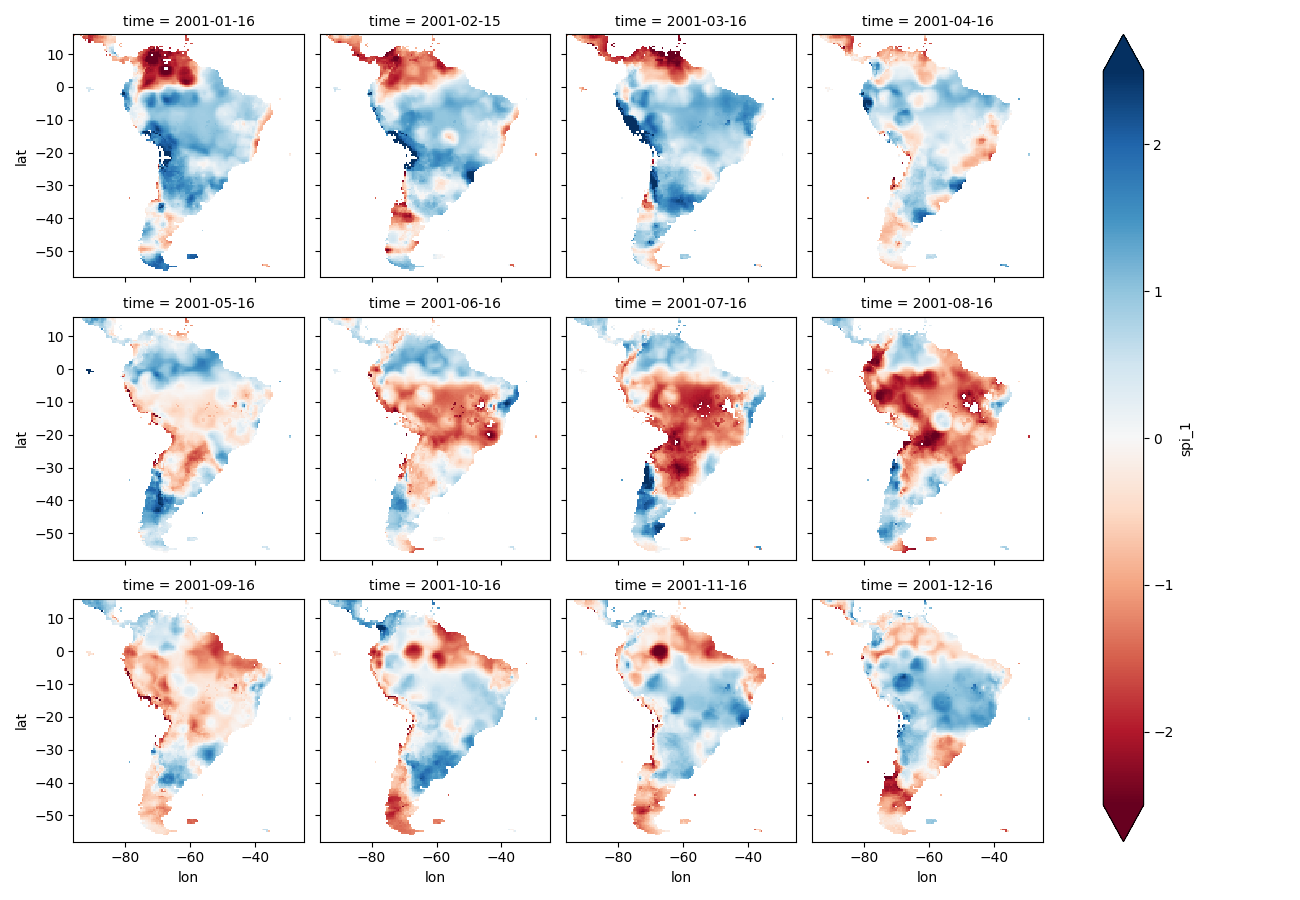 time = 2001-01-16
time = 2001-02-15
time = 2001-03-16
time = 2001-04-16
10
0
−10
−20
−30
−40
−50
lat
time = 2001-05-16
time = 2001-06-16
time = 2001-07-16
time = 2001-08-16
10
0
−10
−20
−30
−40
−50
lat
time = 2001-09-16
time = 2001-10-16
time = 2001-11-16
time = 2001-12-16
10
0
−10
−20
−30
−40
−50
lat
−80
−60
−40
lon
−80
−60
−40
lon
−80
−60
−40
lon
−80
−60
−40
lon
2
1
0
−1
−2
spi_1